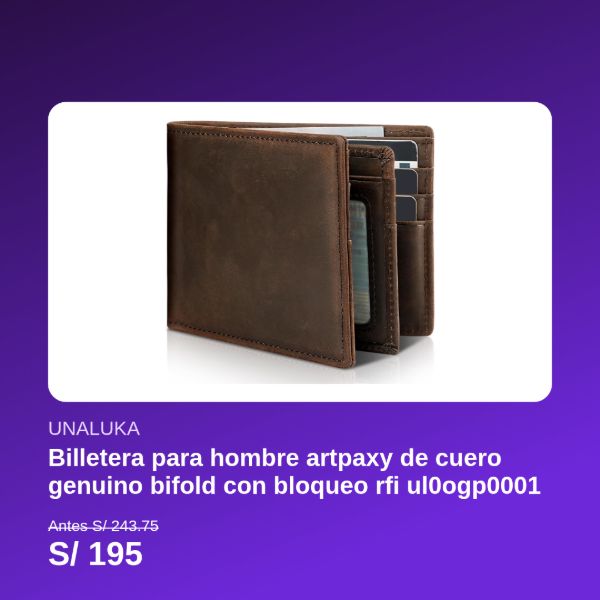 UNALUKA
Billetera para hombre artpaxy de cuero
genuino bifold con bloqueo rfi ul0ogp0001
Antes S/ 243.75
S/ 195